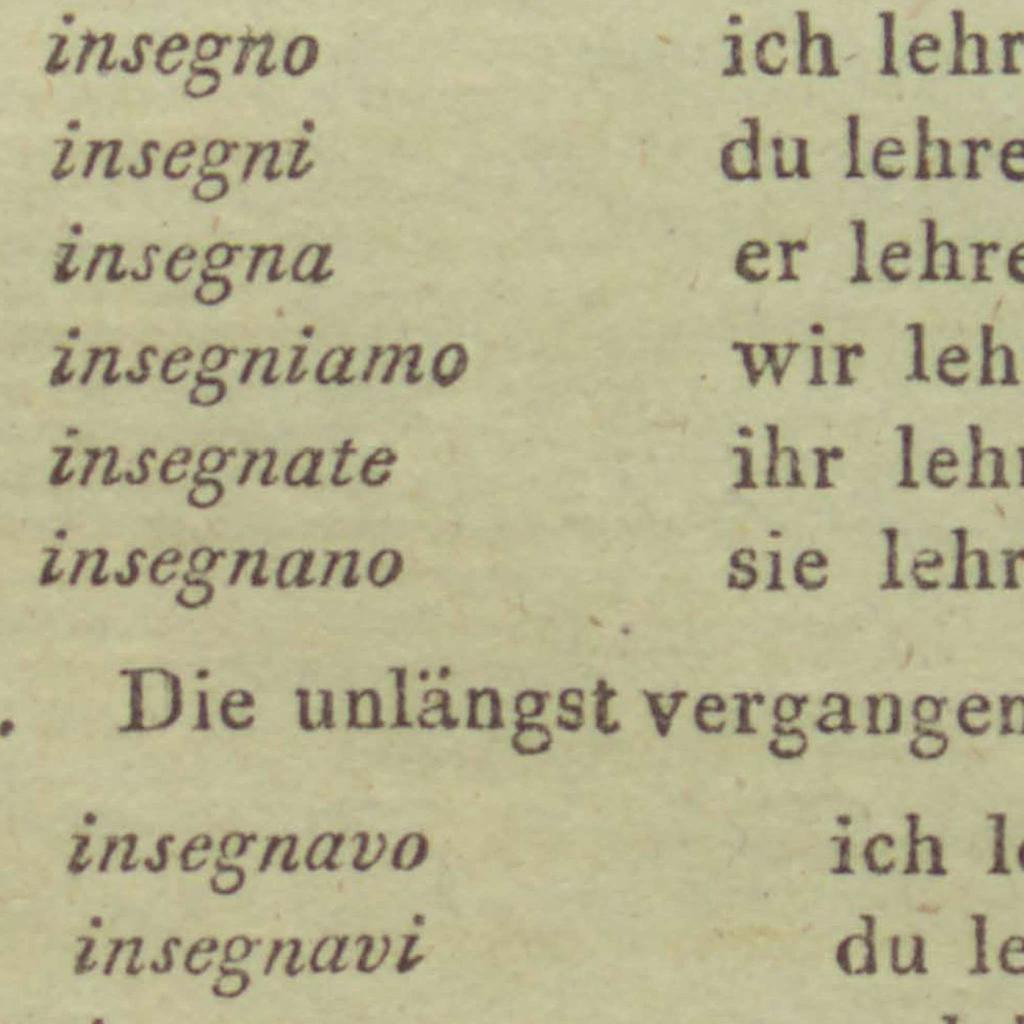 insegno ich lehr
insegni du lehre
insegna er lehre
insegniamo wir leh
insegnate ihr lehr
insegnano sie lehr
. Die unlängst vergangen
insegnavo ich le
insegnavi du le